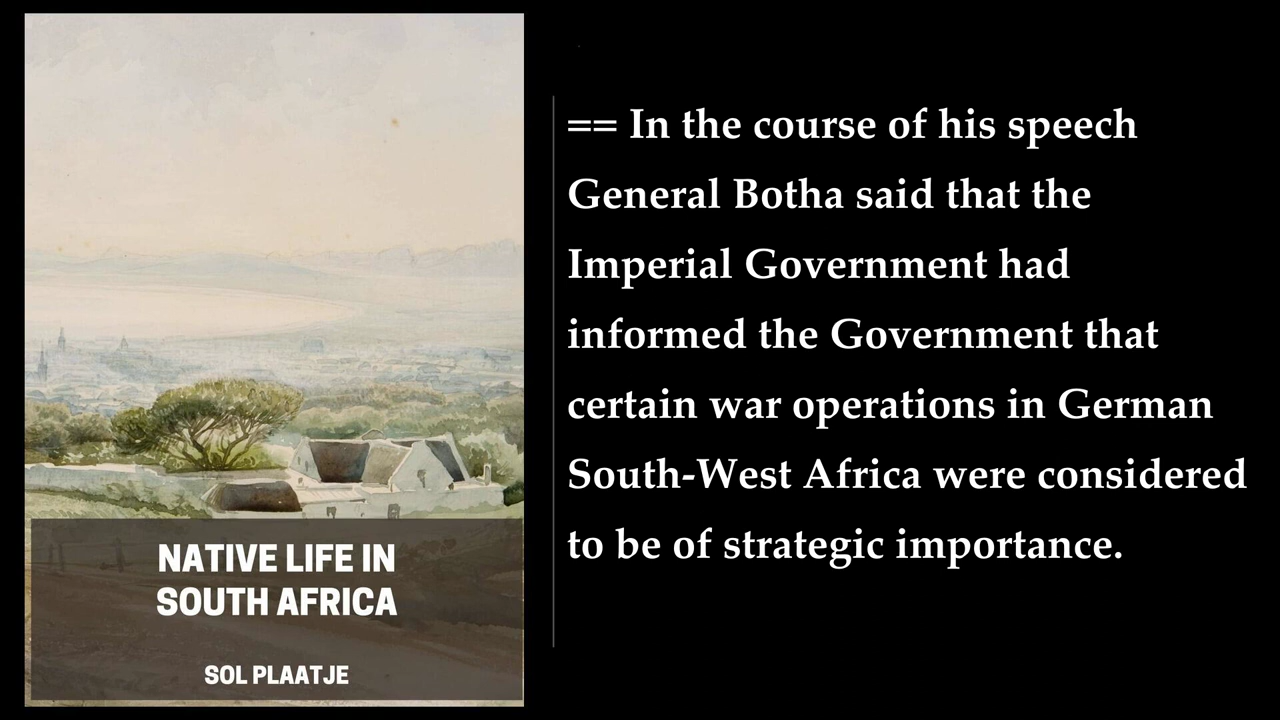 == In the course of his speech
General Botha said that the
Imperial Government had
informed the Government that
certain war operations in German
South-West Africa were considered
to be of strategic importance.
NATIVE LIFE IN
SOUTH AFRICA
SOL PLAATJE